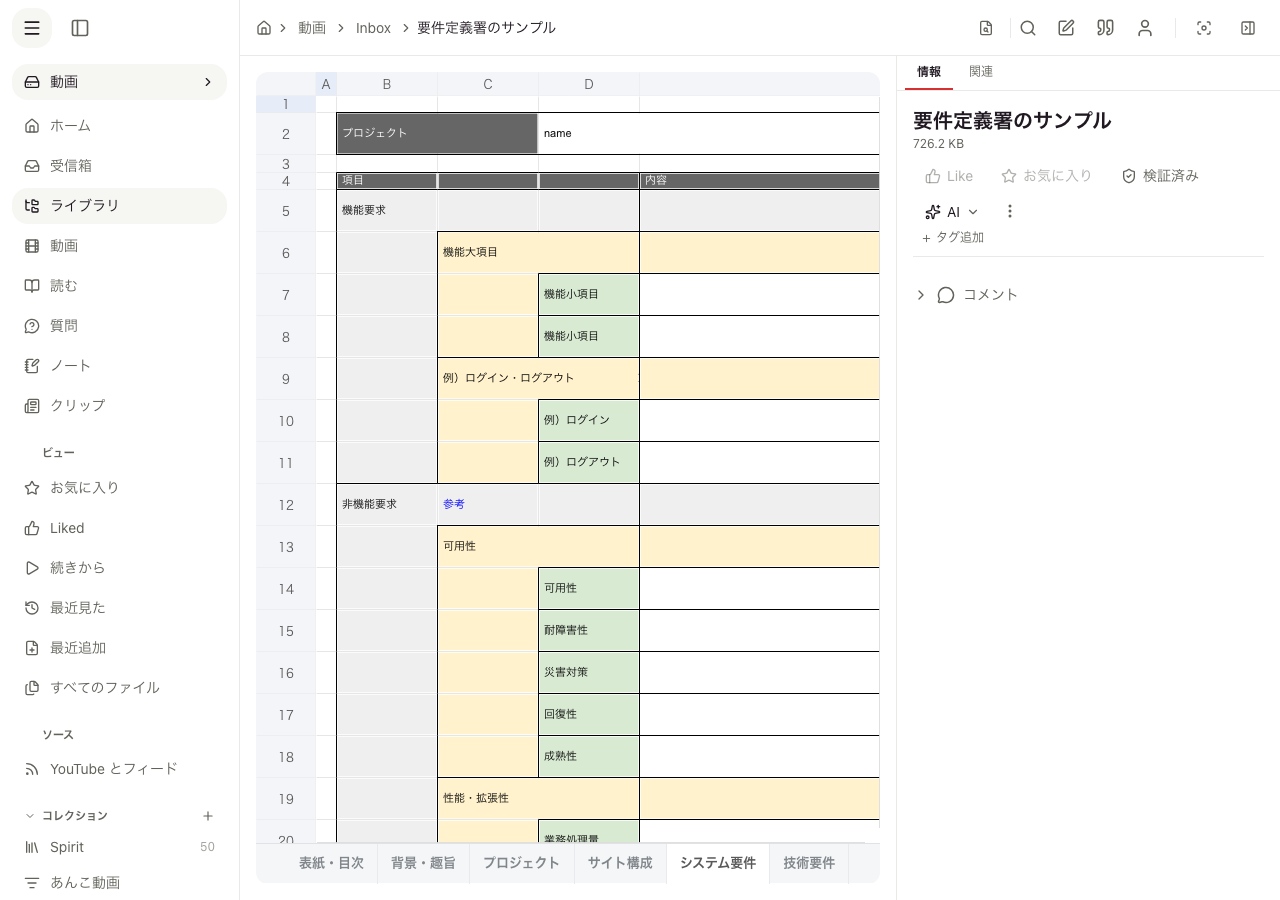 動画
ホーム
受信箱
ライブラリ
動画
読む
質問
ノート
クリップ
ビュー
お気に入り
Liked
続きから
最近見た
最近追加
すべてのファイル
ソース
YouTube とフィード
コレクション
Spirit 50
あんこ動画
動画 Inbox 要件定義署のサンプル
A B C D
1
2 プロジェクト name
3
4 項目 内容
5 機能要求
6 機能大項目
7 機能小項目
8 機能小項目
9 例）ログイン・ログアウト
10 例）ログイン
11 例）ログアウト
12 非機能要求 参考
13 可用性
14 可用性
15 耐障害性
16 災害対策
17 回復性
18 成熟性
19 性能・拡張性
20 業務処理量
表紙・目次 背景・趣旨 プロジェクト サイト構成 システム要件 技術要件
情報 関連
要件定義署のサンプル
726.2 KB
Like お気に入り 検証済み
AI
+ タグ追加
コメント